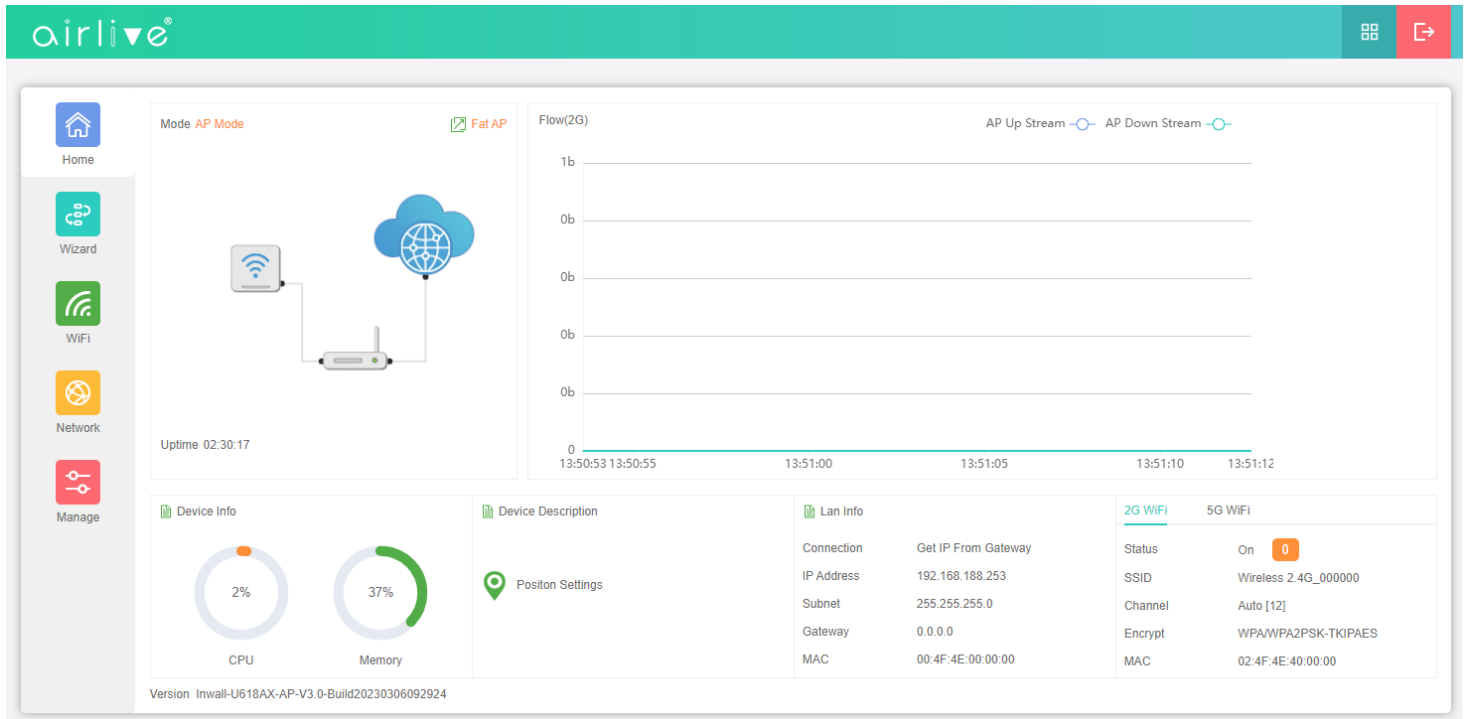 airlive®
Home
Wizard
WiFi
Network
Manage
Mode AP Mode
Fat AP
Uptime 02:30:17
Flow(2G)
AP Up Stream
AP Down Stream
1b
0b
0b
0b
0b
0
13:50:53 13:50:55 13:51:00 13:51:05 13:51:10 13:51:12
Device Info
2%
37%
CPU
Memory
Device Description
Positon Settings
Lan Info
Connection Get IP From Gateway
IP Address 192.168.188.253
Subnet 255.255.255.0
Gateway 0.0.0.0
MAC 00:4F:4E:00:00:00
2G WiFi 5G WiFi
Status On 0
SSID Wireless 2.4G_000000
Channel Auto [12]
Encrypt WPA/WPA2PSK-TKIPAES
MAC 02:4F:4E:40:00:00
Version Inwall-U618AX-AP-V3.0-Build20230306092924